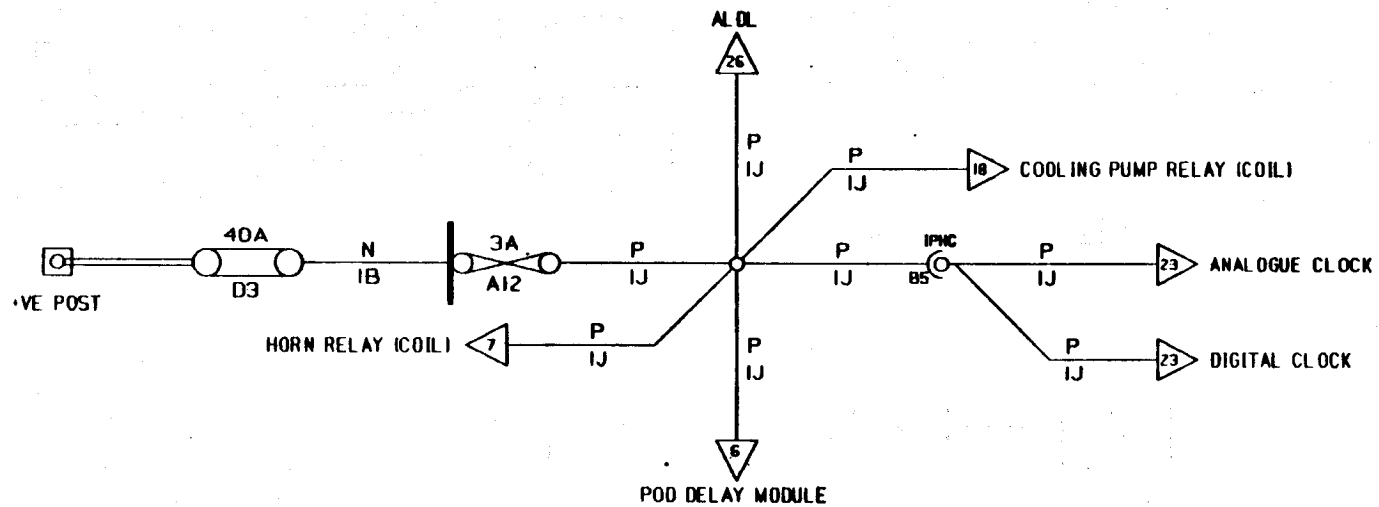 ALDL
26
P
IJ
P
IJ
18
COOLING PUMP RELAY (COIL)
40A
D3
N
IB
3A
A12
P
IJ
P
IJ
IPHC
B5
P
IJ
23
ANALOGUE CLOCK
+VE POST
HORN RELAY (COIL)
7
P
IJ
P
IJ
P
IJ
23
DIGITAL CLOCK
6
POD DELAY MODULE